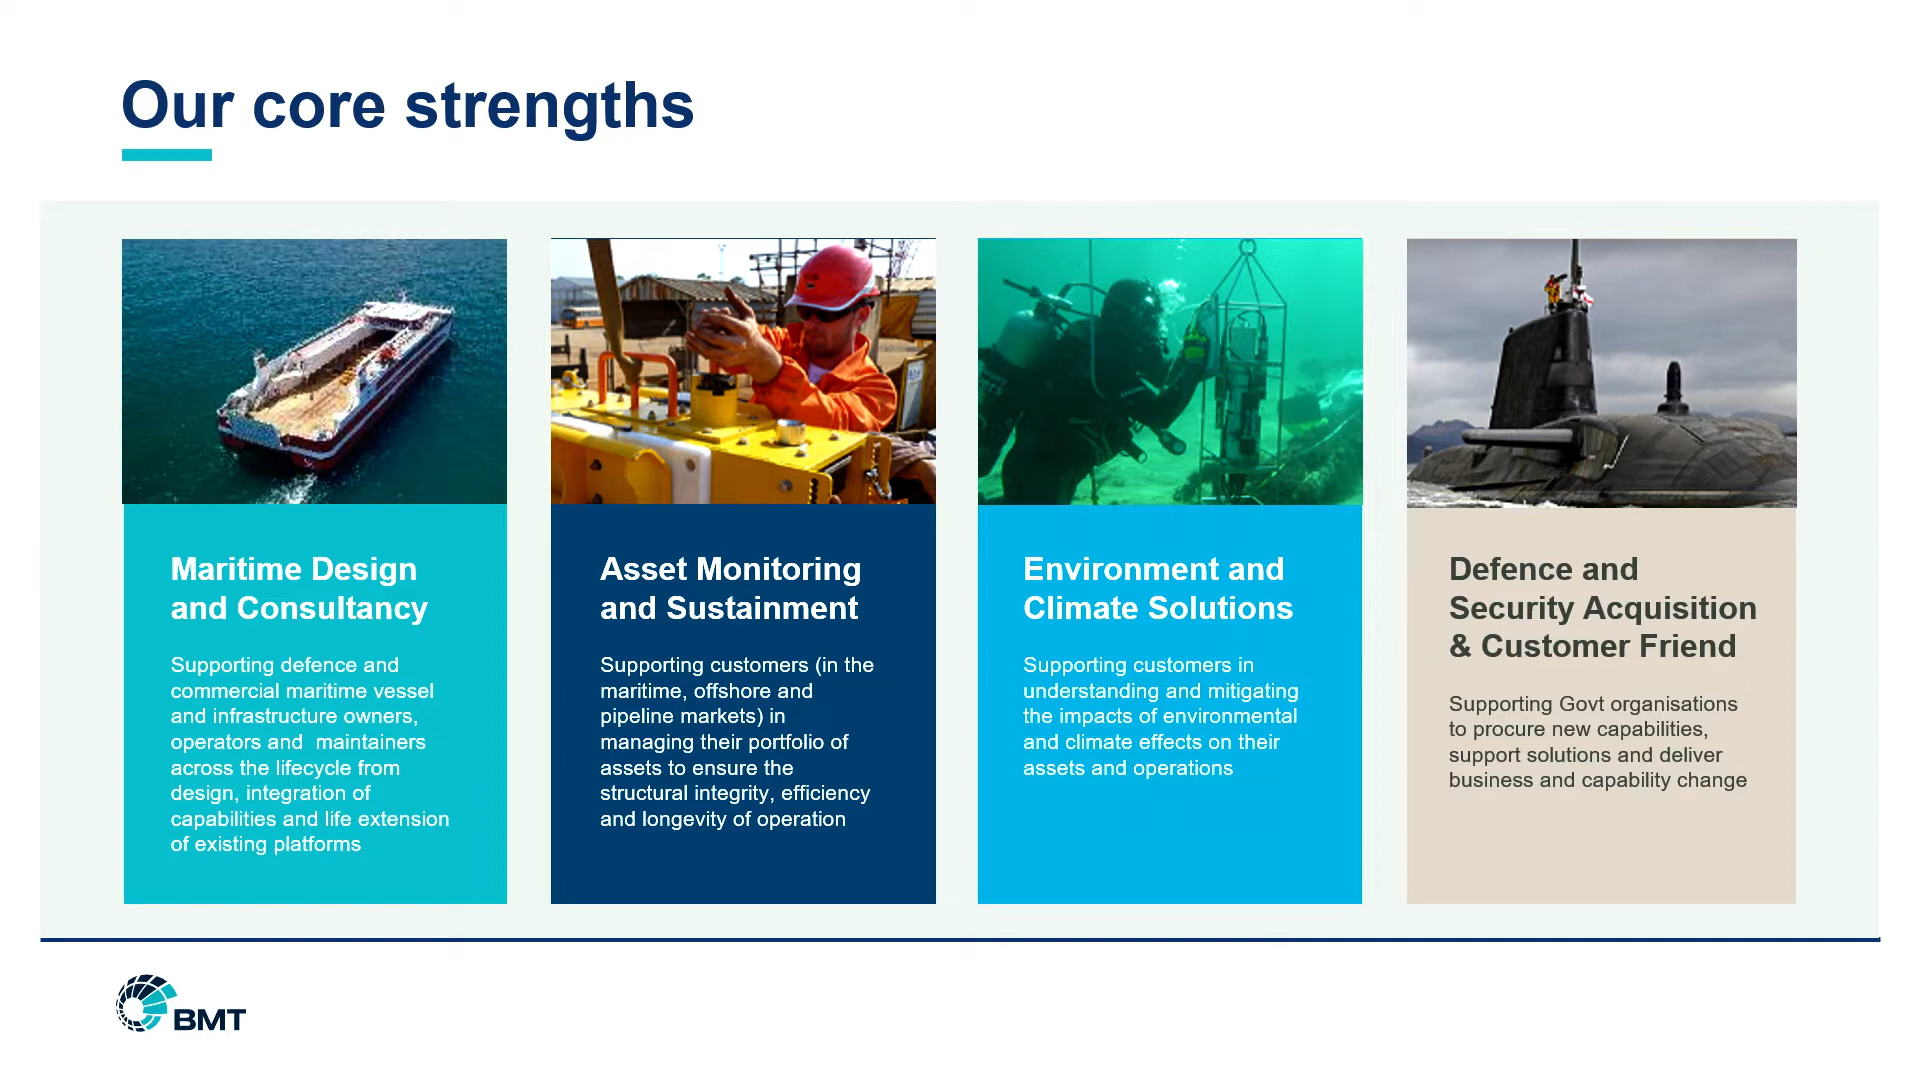 Our core strengths
Maritime Design
and Consultancy
Supporting defence and
commercial maritime vessel
and infrastructure owners,
operators and  maintainers
across the lifecycle from
design, integration of
capabilities and life extension
of existing platforms
Asset Monitoring
and Sustainment
Supporting customers (in the
maritime, offshore and
pipeline markets) in
managing their portfolio of
assets to ensure the
structural integrity, efficiency
and longevity of operation
Environment and
Climate Solutions
Supporting customers in
understanding and mitigating
the impacts of environmental
and climate effects on their
assets and operations
Defence and
Security Acquisition
& Customer Friend
Supporting Govt organisations
to procure new capabilities,
support solutions and deliver
business and capability change
BMT